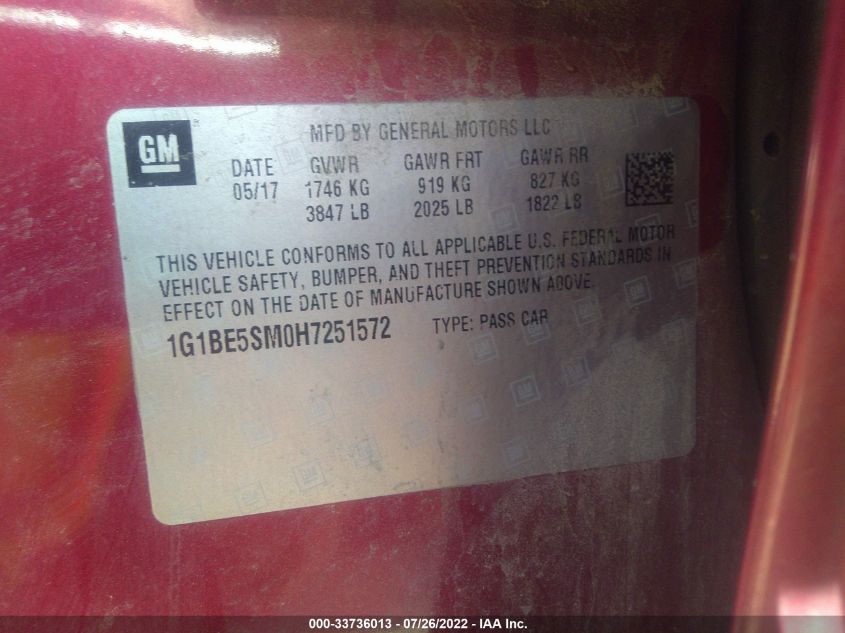 GM
MFD BY GENERAL MOTORS LLC
DATE GVWR GAWR FRT GAWR RR
05/17 1746 KG 919 KG 827 KG
3847 LB 2025 LB 1822 LB
THIS VEHICLE CONFORMS TO ALL APPLICABLE U.S. FEDERAL MOTOR
VEHICLE SAFETY, BUMPER, AND THEFT PREVENTION STANDARDS IN
EFFECT ON THE DATE OF MANUFACTURE SHOWN ABOVE.
1G1BE5SM0H7251572 TYPE: PASS CAR
000-33736013 - 07/26/2022 - IAA Inc.